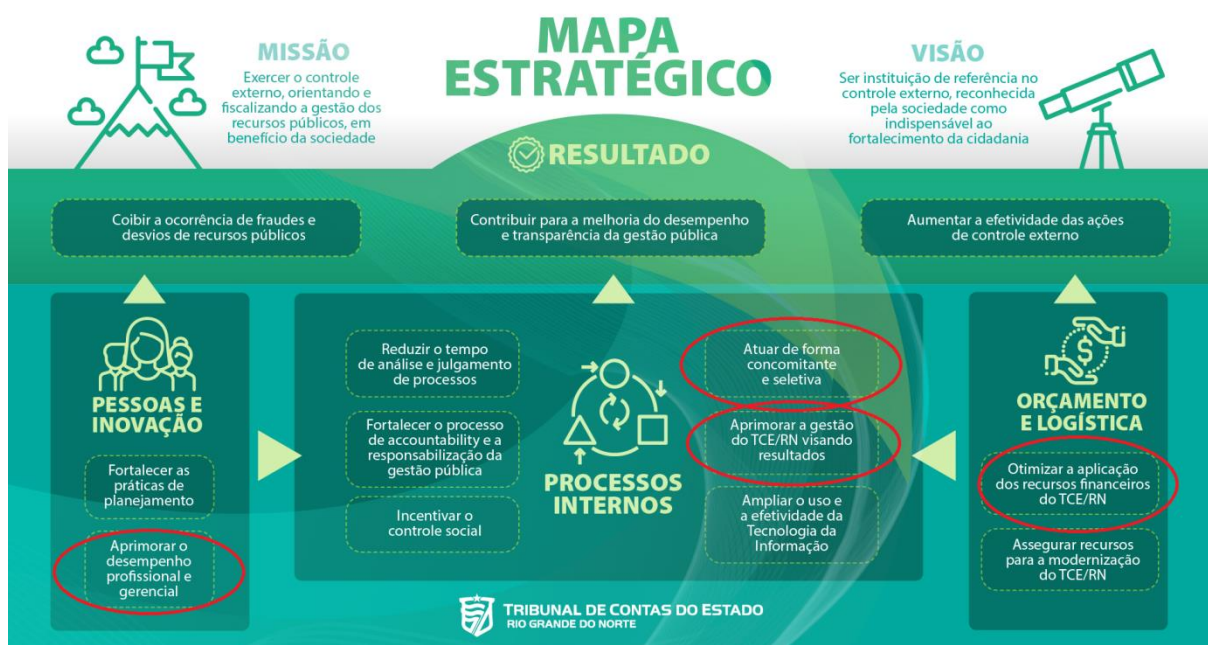 MAPA
ESTRATÉGICO
MISSÃO
Exercer o controle
externo, orientando e
fiscalizando a gestão dos
recursos públicos, em
benefício da sociedade
VISÃO
Ser instituição de referência no
controle externo, reconhecida
pela sociedade como
indispensável ao
fortalecimento da cidadania
RESULTADO
Coibir a ocorrência de fraudes e
desvios de recursos públicos
Contribuir para a melhoria do desempenho
e transparência da gestão pública
Aumentar a efetividade das ações
de controle externo
PESSOAS E
INOVAÇÃO
Fortalecer as
práticas de
planejamento
Aprimorar o
desempenho
profissional e
gerencial
Reduzir o tempo
de análise e julgamento
de processos
Fortalecer o processo
de accountability e a
responsabilização da
gestão pública
Incentivar o
controle social
PROCESSOS
INTERNOS
Atuar de forma
concomitante
e seletiva
Aprimorar a gestão
do TCE/RN visando
resultados
Ampliar o uso e
a efetividade da
Tecnologia da
Informação
$
ORÇAMENTO
E LOGÍSTICA
Otimizar a aplicação
dos recursos financeiros
do TCE/RN
Assegurar recursos
para a modernização
do TCE/RN
TRIBUNAL DE CONTAS DO ESTADO
RIO GRANDE DO NORTE